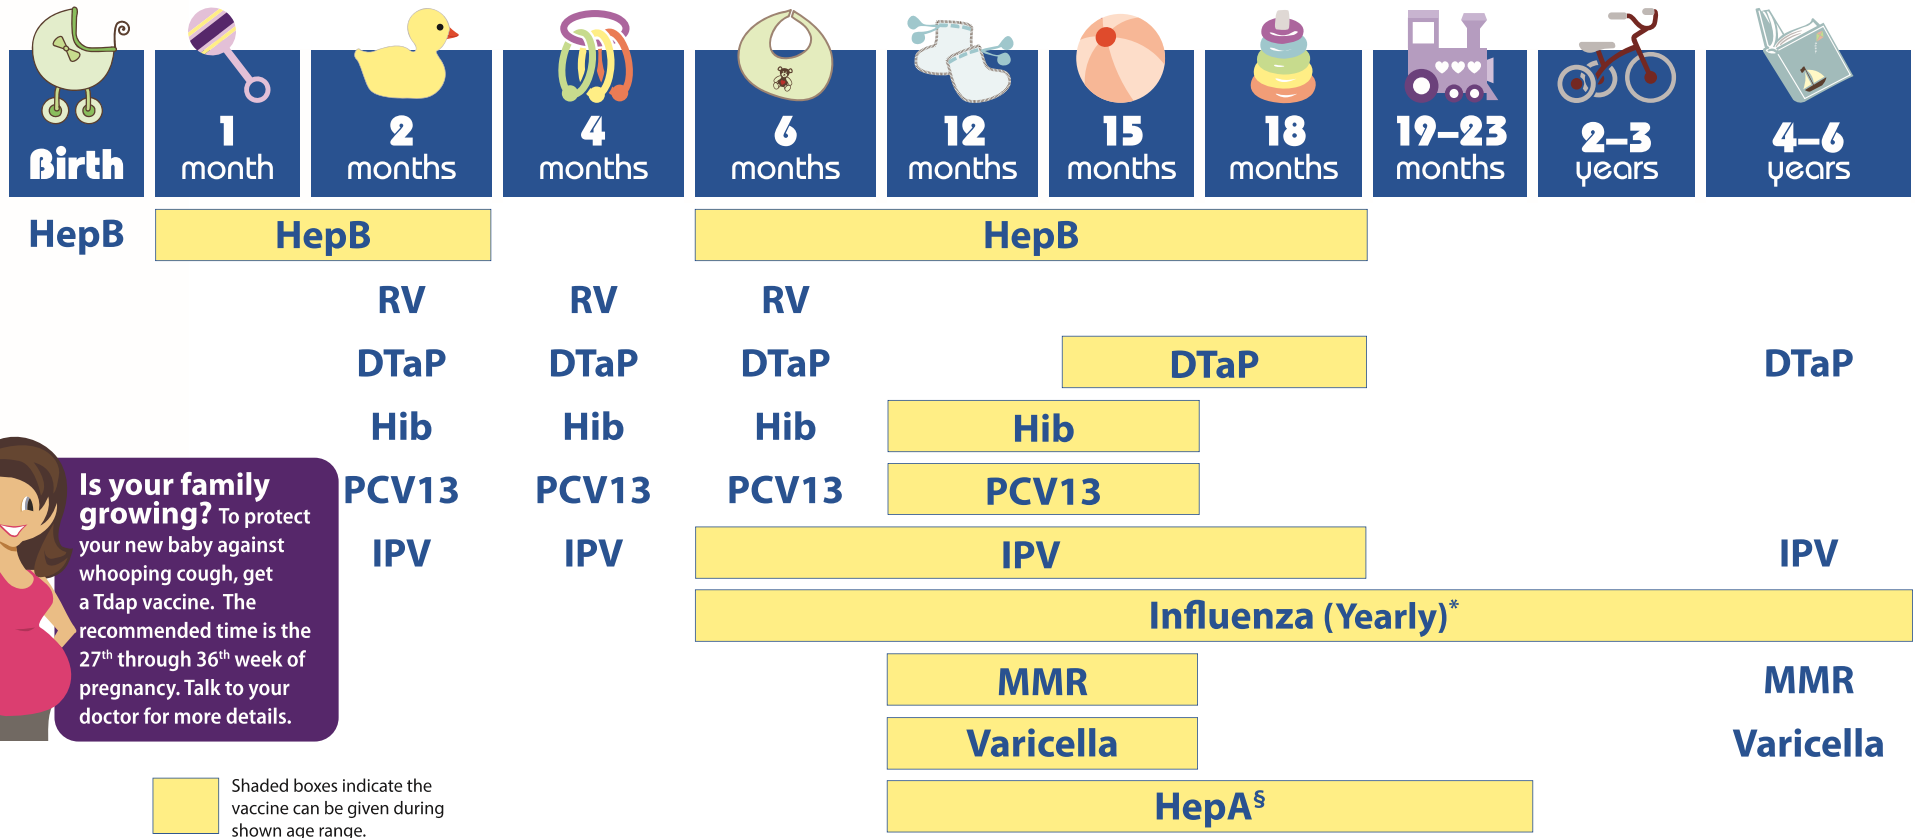 Birth
1
month
2
months
4
months
6
months
12
months
15
months
18
months
19–23
months
2–3
years
4–6
years
HepB HepB HepB
RV RV RV
DTaP DTaP DTaP DTaP DTaP
Hib Hib Hib Hib
PCV13 PCV13 PCV13 PCV13
IPV IPV IPV IPV
Influenza (Yearly)*
MMR MMR
Varicella Varicella
HepA§
Is your family
growing? To protect
your new baby against
whooping cough, get
a Tdap vaccine. The
recommended time is the
27th through 36th week of
pregnancy. Talk to your
doctor for more details.
Shaded boxes indicate the
vaccine can be given during
shown age range.